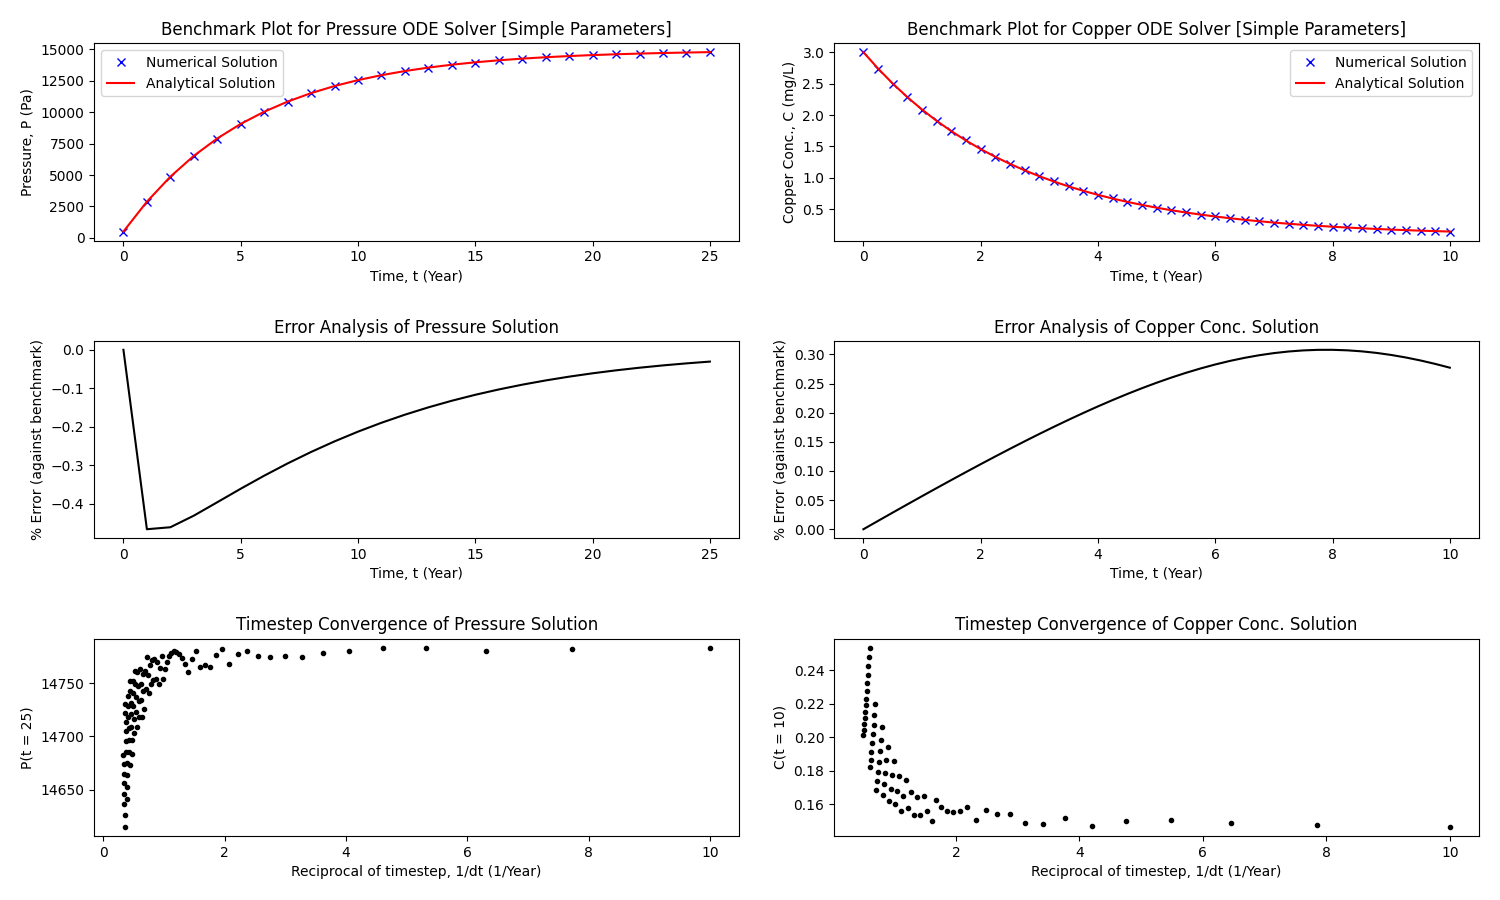 Benchmark Plot for Pressure ODE Solver [Simple Parameters]
Pressure, P (Pa)
15000
12500
10000
7500
5000
2500
0
Numerical Solution
Analytical Solution
0 5 10 15 20 25
Time, t (Year)
Benchmark Plot for Copper ODE Solver [Simple Parameters]
Copper Conc., C (mg/L)
3.0
2.5
2.0
1.5
1.0
0.5
Numerical Solution
Analytical Solution
0 2 4 6 8 10
Time, t (Year)
Error Analysis of Pressure Solution
% Error (against benchmark)
0.0
−0.1
−0.2
−0.3
−0.4
0 5 10 15 20 25
Time, t (Year)
Error Analysis of Copper Conc. Solution
% Error (against benchmark)
0.30
0.25
0.20
0.15
0.10
0.05
0.00
0 2 4 6 8 10
Time, t (Year)
Timestep Convergence of Pressure Solution
P(t = 25)
14750
14700
14650
0 2 4 6 8 10
Reciprocal of timestep, 1/dt (1/Year)
Timestep Convergence of Copper Conc. Solution
C(t = 10)
0.24
0.22
0.20
0.18
0.16
2 4 6 8 10
Reciprocal of timestep, 1/dt (1/Year)